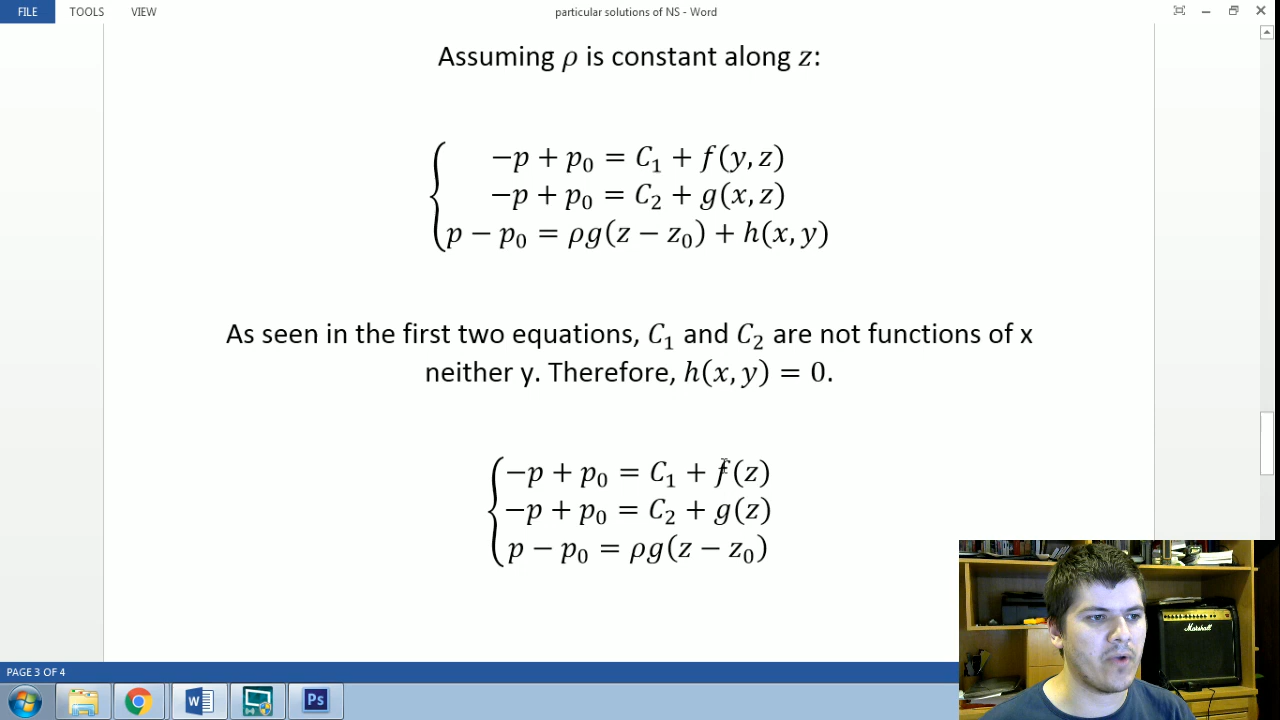 FILE TOOLS VIEW particular solutions of NS - Word
Assuming ρ is constant along z:
−p + p₀ = C₁ + f(y, z)
−p + p₀ = C₂ + g(x, z)
p − p₀ = ρg(z − z₀) + h(x, y)
As seen in the first two equations, C₁ and C₂ are not functions of x
neither y. Therefore, h(x, y) = 0.
−p + p₀ = C₁ + f(z)
−p + p₀ = C₂ + g(z)
p − p₀ = ρg(z − z₀)
Marshall
PAGE 3 OF 4
W Ps